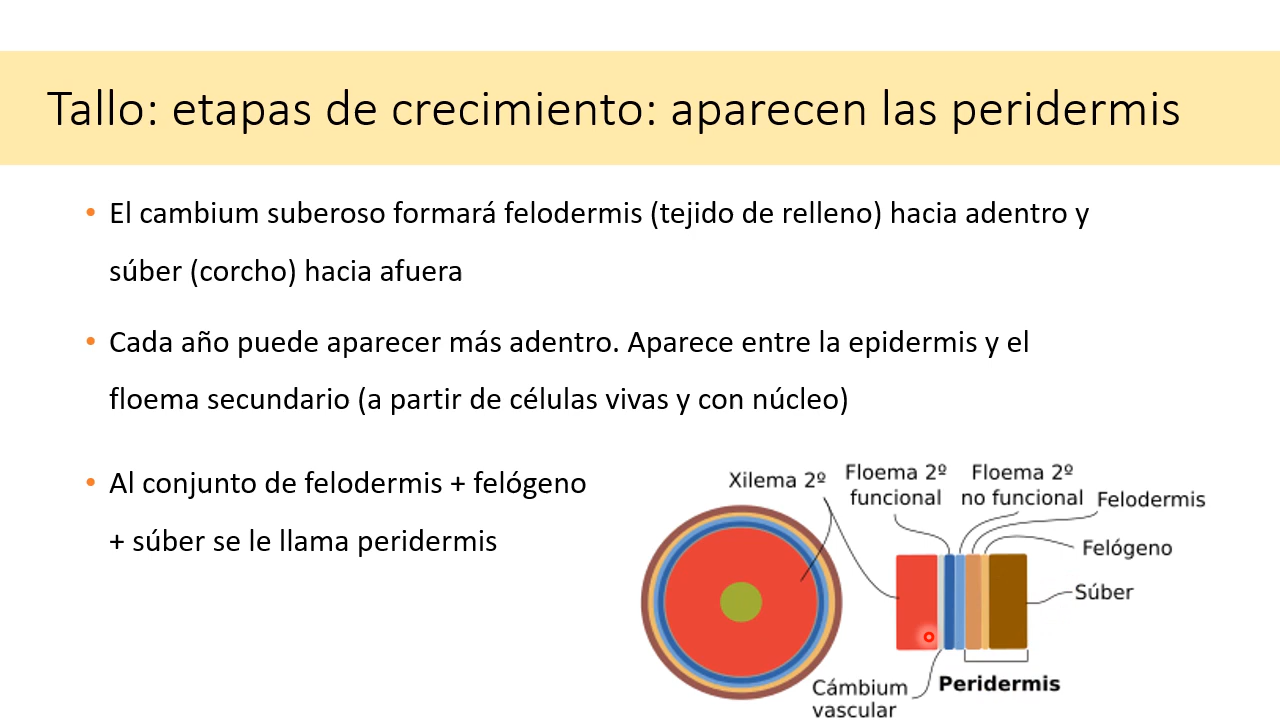 Tallo: etapas de crecimiento: aparecen las peridermis
• El cambium suberoso formará felodermis (tejido de relleno) hacia adentro y
súber (corcho) hacia afuera
• Cada año puede aparecer más adentro. Aparece entre la epidermis y el
floema secundario (a partir de células vivas y con núcleo)
• Al conjunto de felodermis + felógeno
+ súber se le llama peridermis
Xilema 2º
Floema 2º
funcional
Floema 2º
no funcional
Felodermis
Felógeno
Súber
Peridermis
Cámbium
vascular